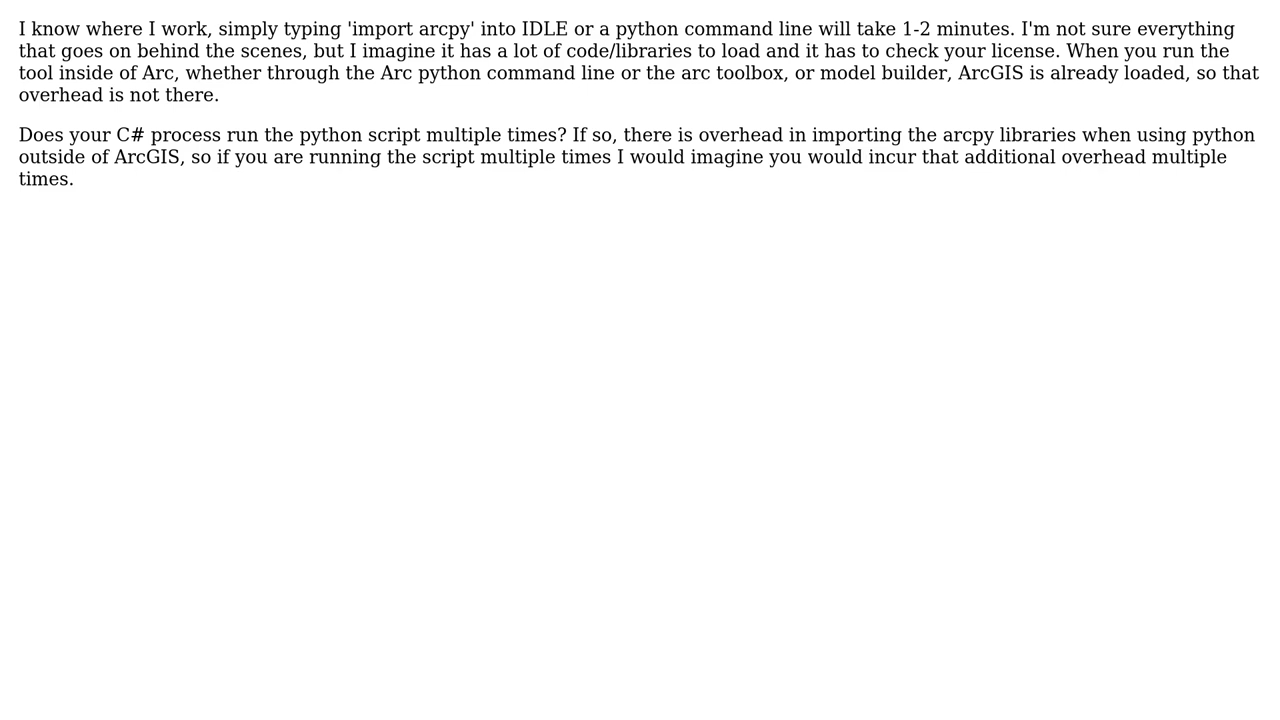 I know where I work, simply typing 'import arcpy' into IDLE or a python command line will take 1-2 minutes. I'm not sure everything
that goes on behind the scenes, but I imagine it has a lot of code/libraries to load and it has to check your license. When you run the
tool inside of Arc, whether through the Arc python command line or the arc toolbox, or model builder, ArcGIS is already loaded, so that
overhead is not there.
Does your C# process run the python script multiple times? If so, there is overhead in importing the arcpy libraries when using python
outside of ArcGIS, so if you are running the script multiple times I would imagine you would incur that additional overhead multiple
times.